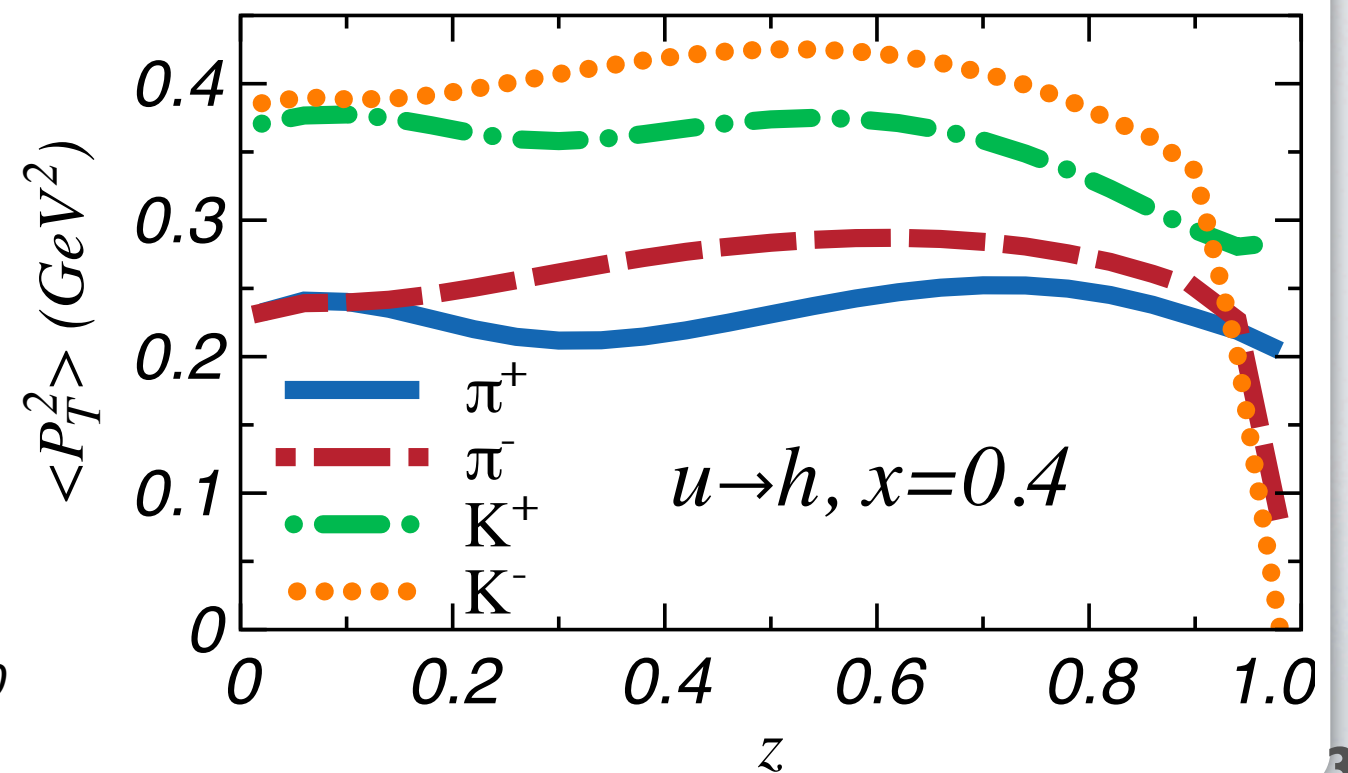 <P_T^2> (GeV^2)
0.4
0.3
0.2
0.1
0
π^+
π^-
K^+
K^-
u→h, x=0.4
0 0.2 0.4 0.6 0.8 1.0
z